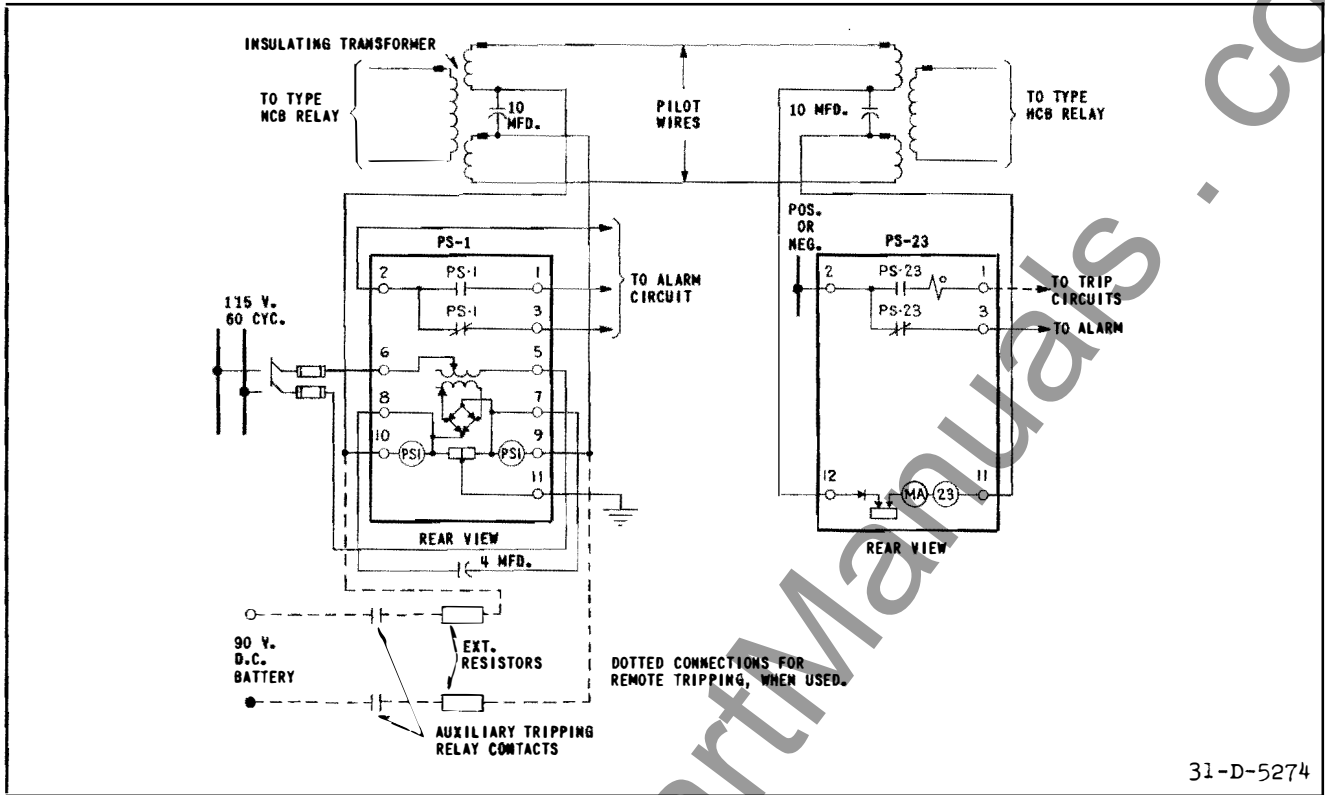 INSULATING TRANSFORMER
TO TYPE
HCB RELAY
10
MFD.
PILOT
WIRES
10 MFD.
TO TYPE
HCB RELAY
POS.
OR
NEG.
PS-1
PS-23
2
PS-1
1
TO ALARM
CIRCUIT
PS-1
3
2
PS-23
1
TO TRIP
CIRCUITS
PS-23
3
TO ALARM
115 V.
60 CYC.
6
5
8
7
10
PS1
PS1
9
11
12
MA
23
11
REAR VIEW
REAR VIEW
4 MFD.
90 V.
D.C.
BATTERY
EXT.
RESISTORS
DOTTED CONNECTIONS FOR
REMOTE TRIPPING, WHEN USED.
AUXILIARY TRIPPING
RELAY CONTACTS
31-D-5274